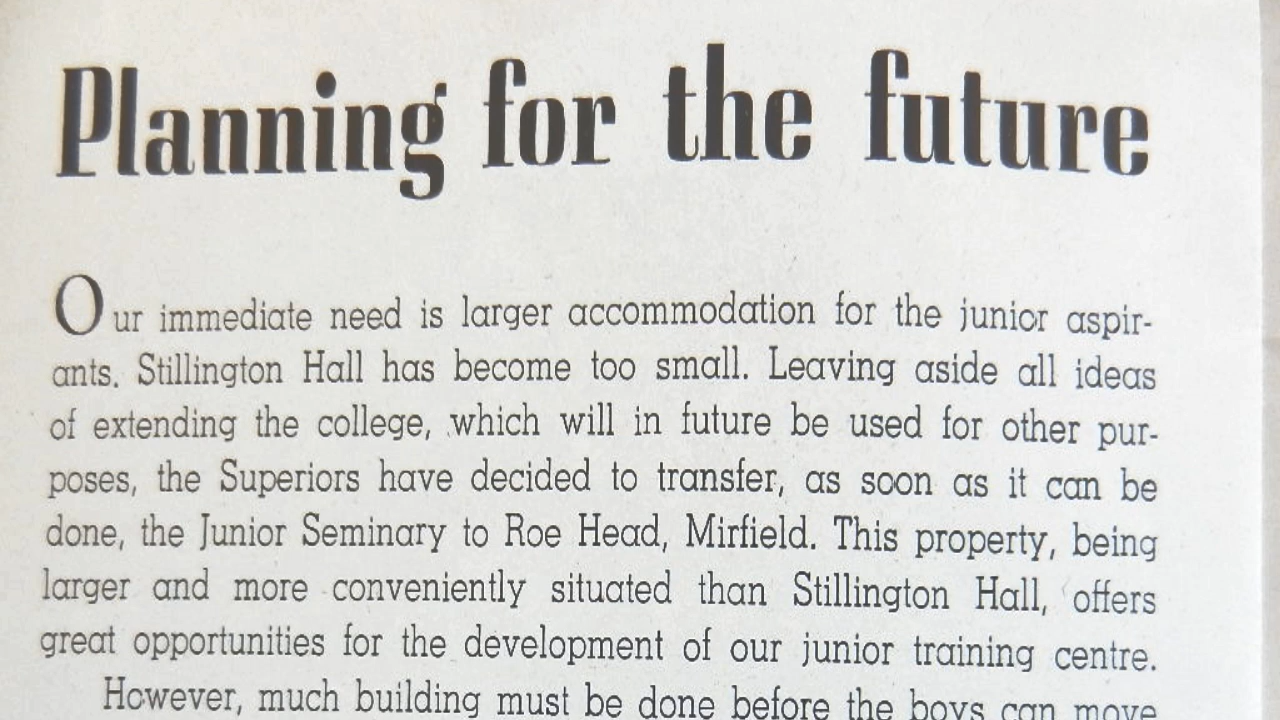 Planning for the future
Our immediate need is larger accommodation for the junior aspir-
ants. Stillington Hall has become too small. Leaving aside all ideas
of extending the college, which will in future be used for other pur-
poses, the Superiors have decided to transfer, as soon as it can be
done, the Junior Seminary to Roe Head, Mirfield. This property, being
larger and more conveniently situated than Stillington Hall, offers
great opportunities for the development of our junior training centre.
However, much building must be done before the boys can move